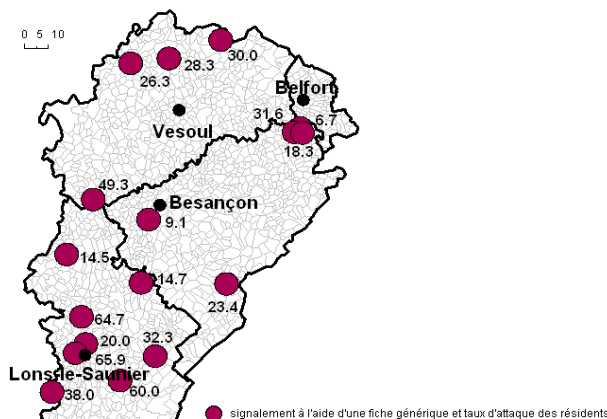 0 5 10
30.0
28.3
26.3
Belfort
31.6
6.7
Vesoul
18.3
49.3
Besançon
9.1
14.5
14.7
23.4
64.7
20.0
32.3
65.9
Lons-le-Saunier
60.0
38.0
signalement à l'aide d'une fiche générique et taux d'attaque des résidents